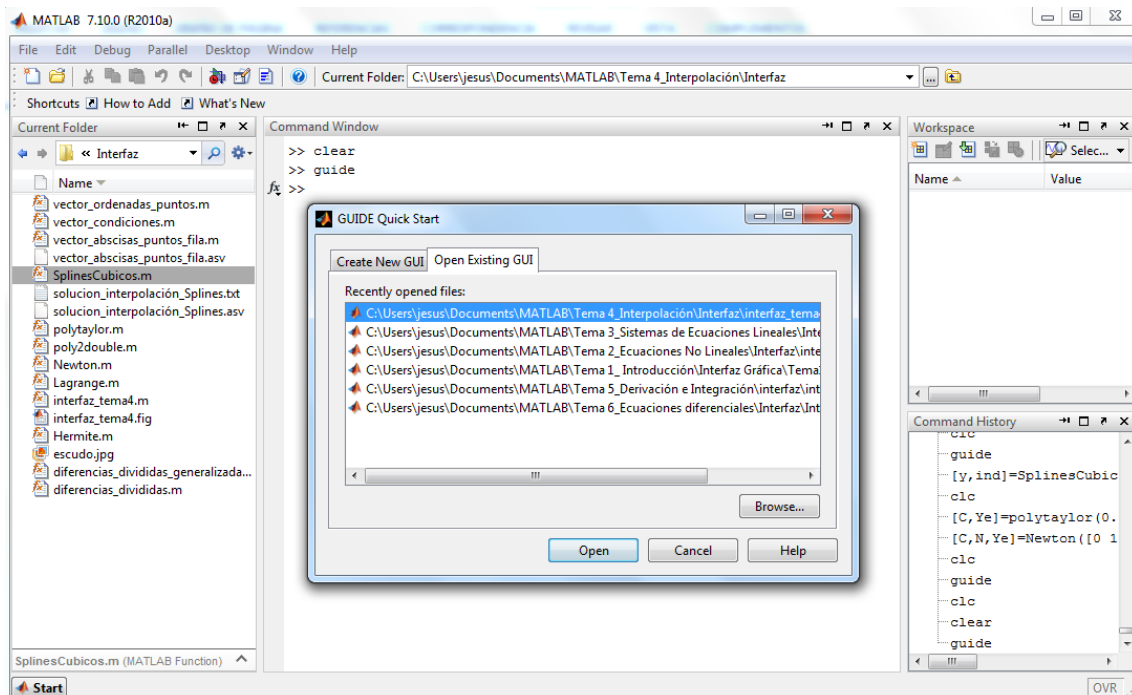 MATLAB 7.10.0 (R2010a)
File Edit Debug Parallel Desktop Window Help
Current Folder: C:\Users\jesus\Documents\MATLAB\Tema 4_Interpolación\Interfaz
Shortcuts How to Add What's New
Current Folder
« Interfaz
Name
vector_ordenadas_puntos.m
vector_condiciones.m
vector_abscisas_puntos_fila.m
vector_abscisas_puntos_fila.asv
SplinesCubicos.m
solucion_interpolación_Splines.txt
solucion_interpolación_Splines.asv
polytaylor.m
poly2double.m
Newton.m
Lagrange.m
interfaz_tema4.m
interfaz_tema4.fig
Hermite.m
escudo.jpg
diferencias_divididas_generalizada...
diferencias_divididas.m
SplinesCubicos.m (MATLAB Function)
Command Window
>> clear
>> guide
fx >>
GUIDE Quick Start
Create New GUI Open Existing GUI
Recently opened files:
C:\Users\jesus\Documents\MATLAB\Tema 4_Interpolación\Interfaz\interfaz_tema
C:\Users\jesus\Documents\MATLAB\Tema 3_Sistemas de Ecuaciones Lineales\Inte
C:\Users\jesus\Documents\MATLAB\Tema 2_Ecuaciones No Lineales\Interfaz\inte
C:\Users\jesus\Documents\MATLAB\Tema 1_ Introducción\Interfaz Gráfica\Tema
C:\Users\jesus\Documents\MATLAB\Tema 5_Derivación e Integración\interfaz\int
C:\Users\jesus\Documents\MATLAB\Tema 6_Ecuaciones diferenciales\Interfaz\Int
Browse...
Open Cancel Help
Workspace
Selec...
Name Value
Command History
clc
guide
[y,ind]=SplinesCubic
clc
[C,Ye]=polytaylor(0.
[C,N,Ye]=Newton([0 1
clc
guide
clc
clear
guide
Start
OVR